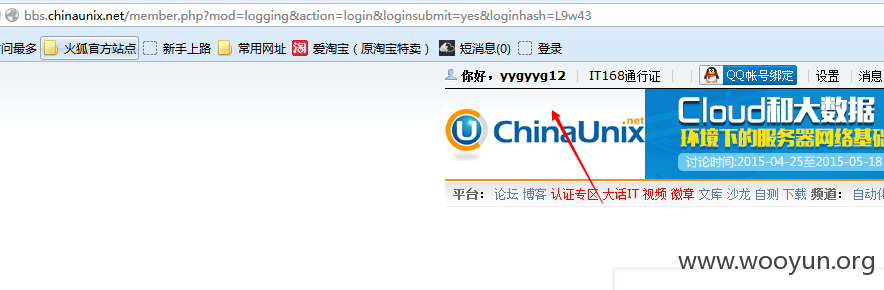 bbs.chinaunix.net/member.php?mod=logging&action=login&loginsubmit=yes&loginhash=L9w43
问最多 火狐官方站点 新手上路 常用网址 淘 爱淘宝（原淘宝特卖） 短消息(0) 登录
你好，yygyyg12 | IT168通行证 | | QQ帐号绑定 | 设置 | 消息
U ChinaUnix.net
Cloud和大数据
环境下的服务器网络基础
讨论时间:2015-04-25至2015-05-18
平台： 论坛 博客 认证专区 大话IT 视频 徽章 文库 沙龙 自测 下载 频道： 自动化
www.wooyun.org